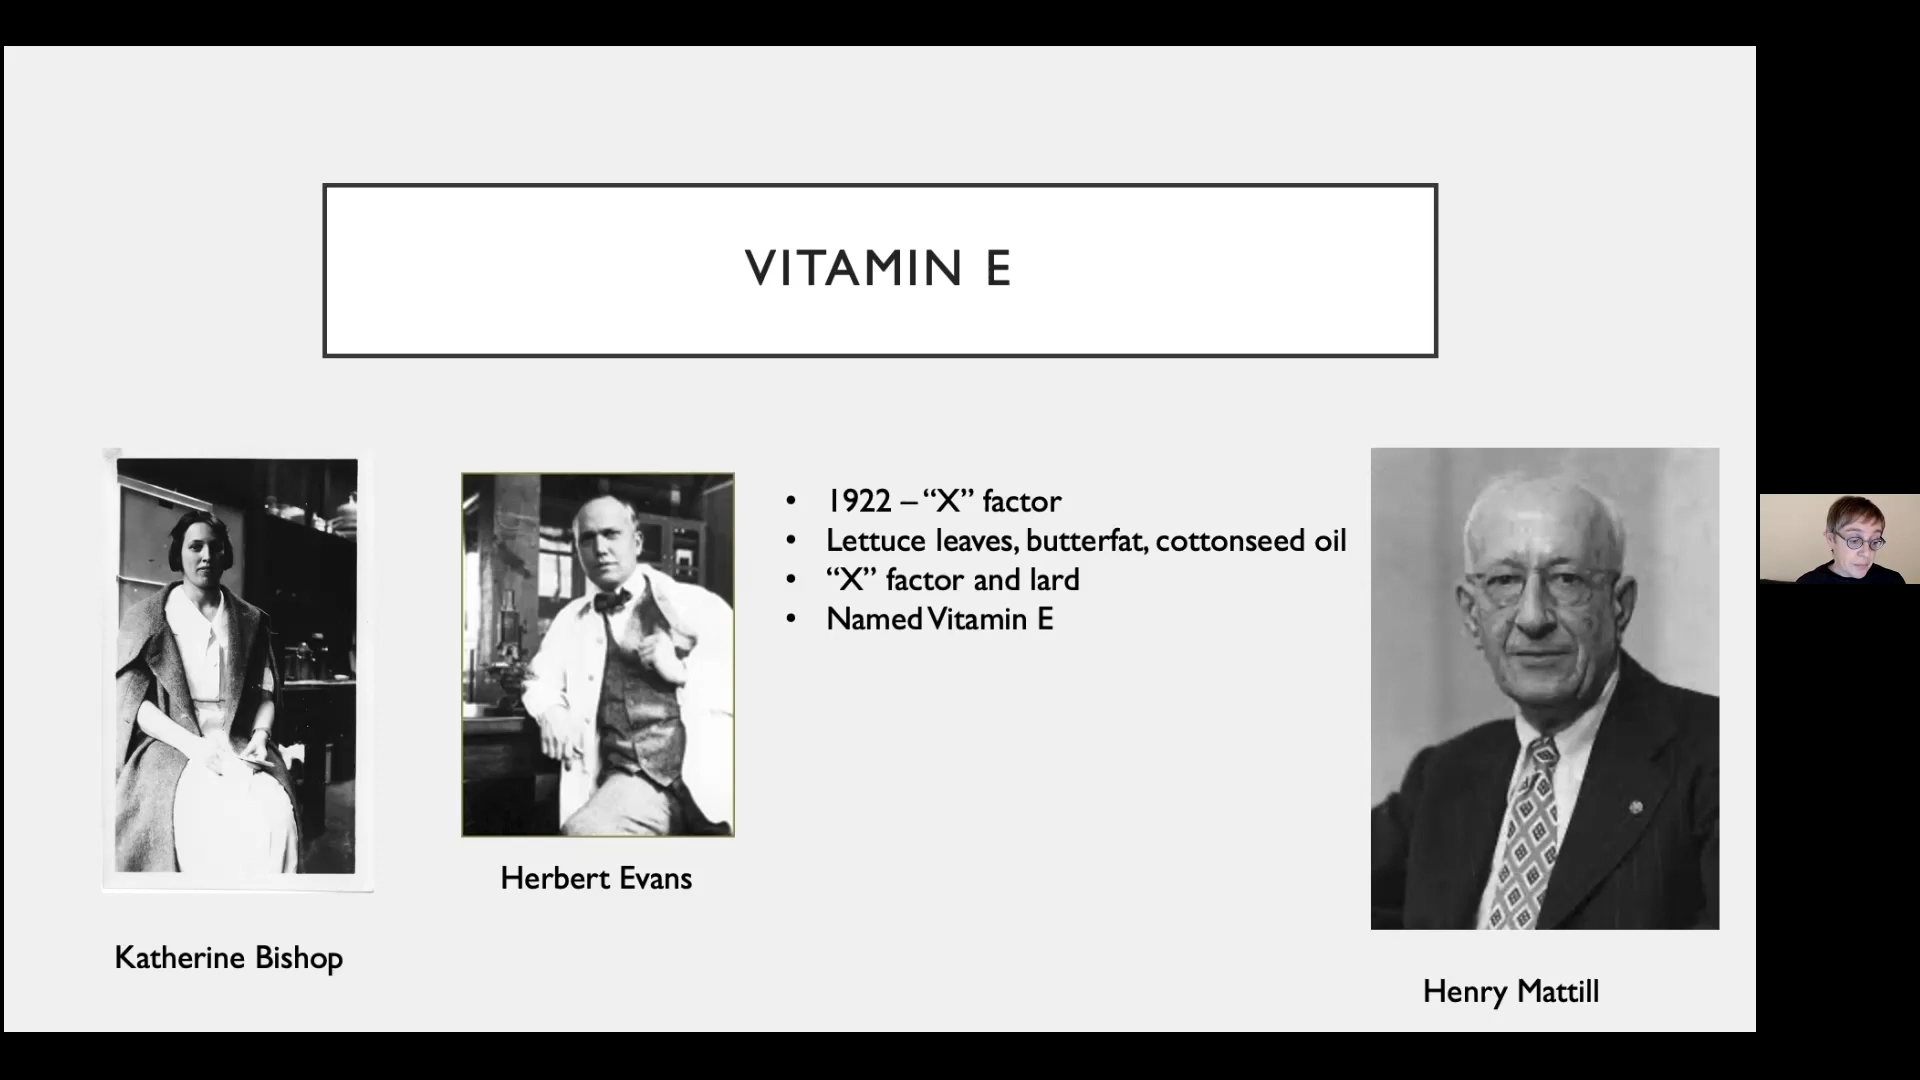 VITAMIN E
• 1922 – “X” factor
• Lettuce leaves, butterfat, cottonseed oil
• “X” factor and lard
• Named Vitamin E
Herbert Evans
Katherine Bishop
Henry Mattill